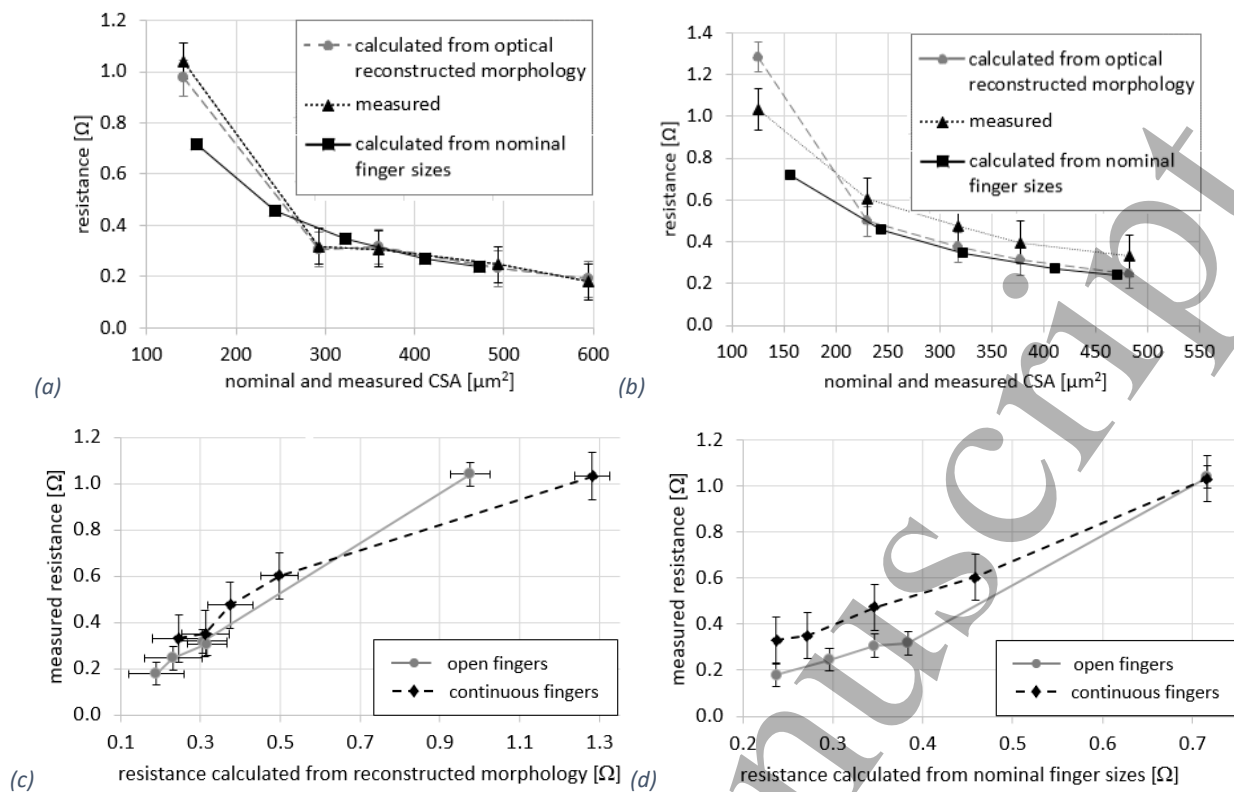 1.2
1.0
0.8
0.6
0.4
0.2
0.0
resistance [Ω]
calculated from optical
reconstructed morphology
measured
calculated from nominal
finger sizes
100
200
300
400
500
600
nominal and measured CSA [µm²]
(a)
1.4
1.2
1.0
0.8
0.6
0.4
0.2
0.0
resistance [Ω]
calculated from optical
reconstructed morphology
measured
calculated from nominal
finger sizes
100
150
200
250
300
350
400
450
500
550
nominal and measured CSA [µm²]
(b)
1.2
1.0
0.8
0.6
0.4
0.2
0.0
measured resistance [Ω]
open fingers
continuous fingers
0.1
0.3
0.5
0.7
0.9
1.1
1.3
resistance calculated from reconstructed morphology [Ω]
(c)
1.2
1.0
0.8
0.6
0.4
0.2
0.0
measured resistance [Ω]
open fingers
continuous fingers
0.2
0.3
0.4
0.5
0.6
0.7
resistance calculated from nominal finger sizes [Ω]
(d)
nuscript